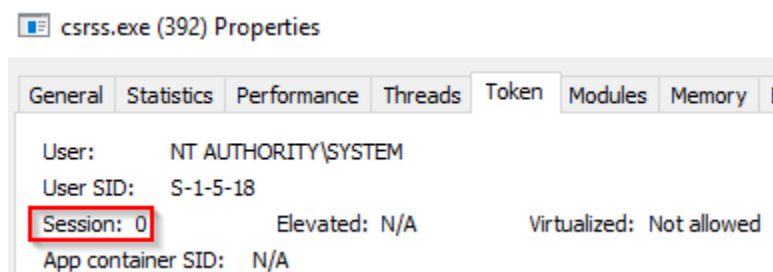 csrss.exe (392) Properties
General Statistics Performance Threads Token Modules Memory
User: NT AUTHORITY\SYSTEM
User SID: S-1-5-18
Session: 0 Elevated: N/A Virtualized: Not allowed
App container SID: N/A